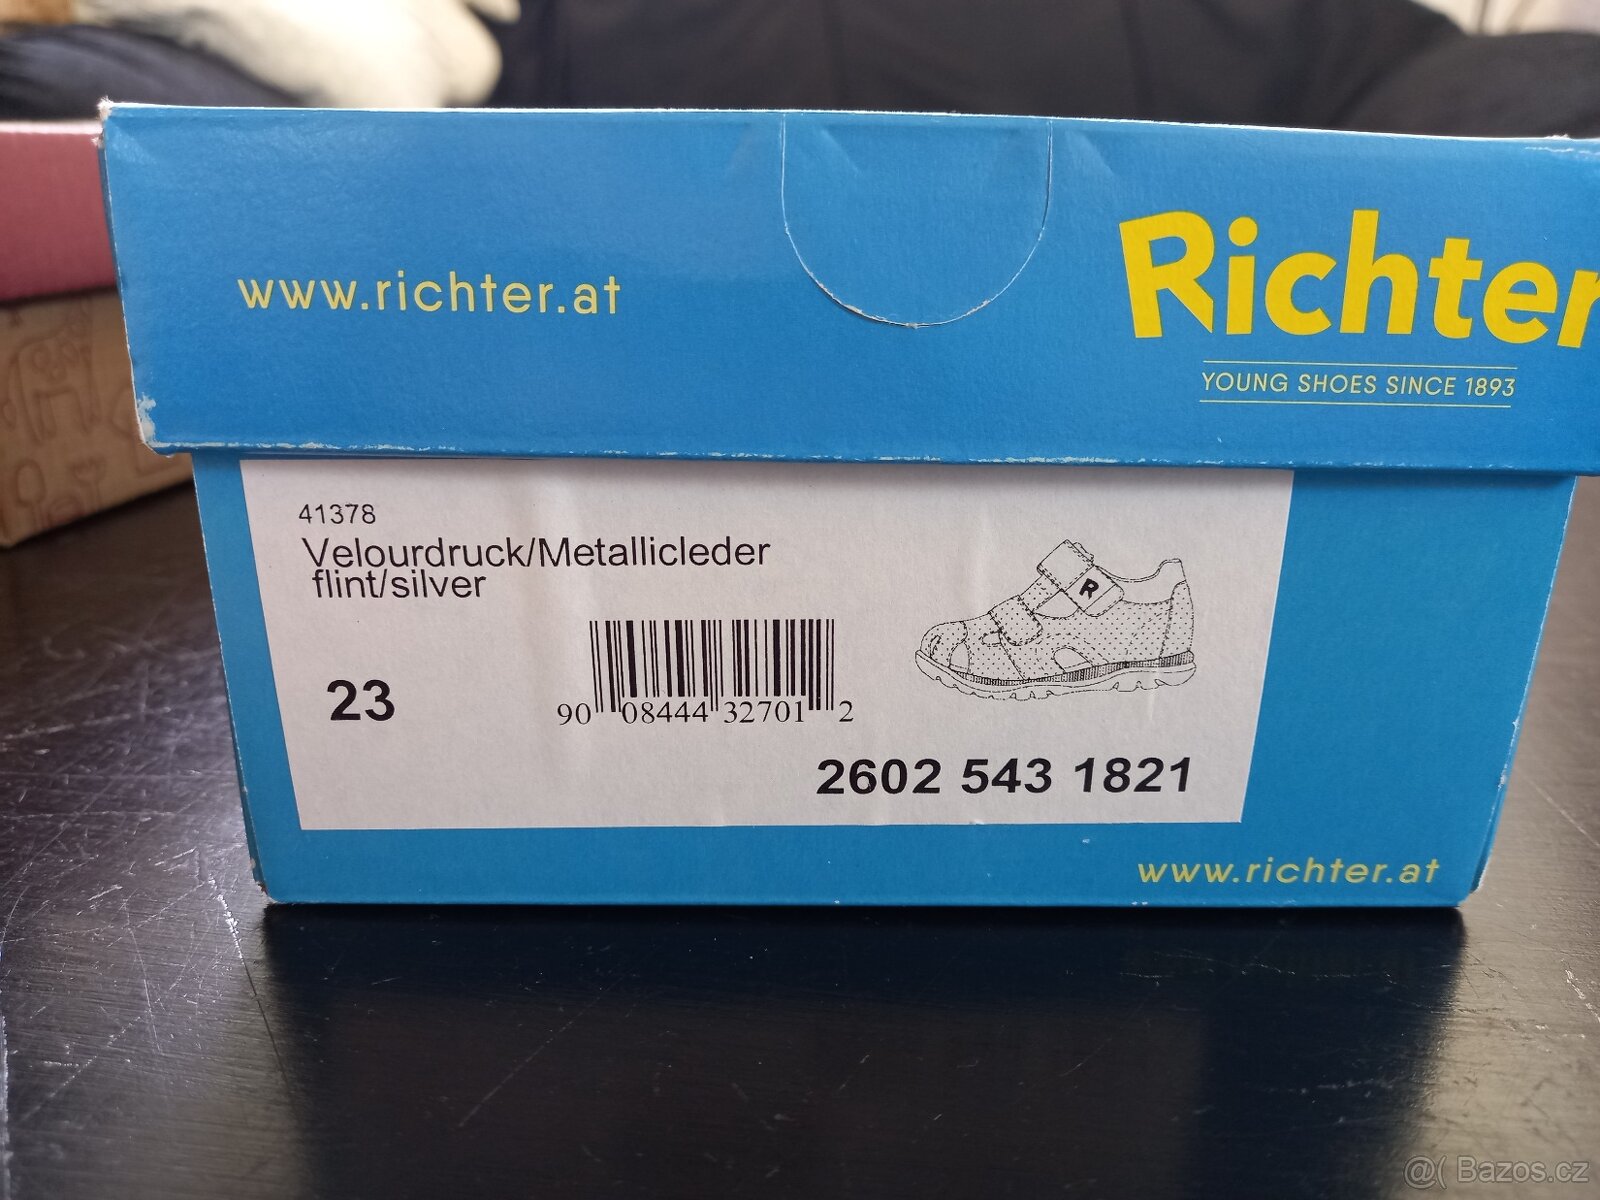 www.richter.at
Richter
YOUNG SHOES SINCE 1893
41378
Velourdruck/Metallicleder
flint/silver
R
23
90 08444 32701 2
2602 543 1821
www.richter.at
@( Bazos.cz